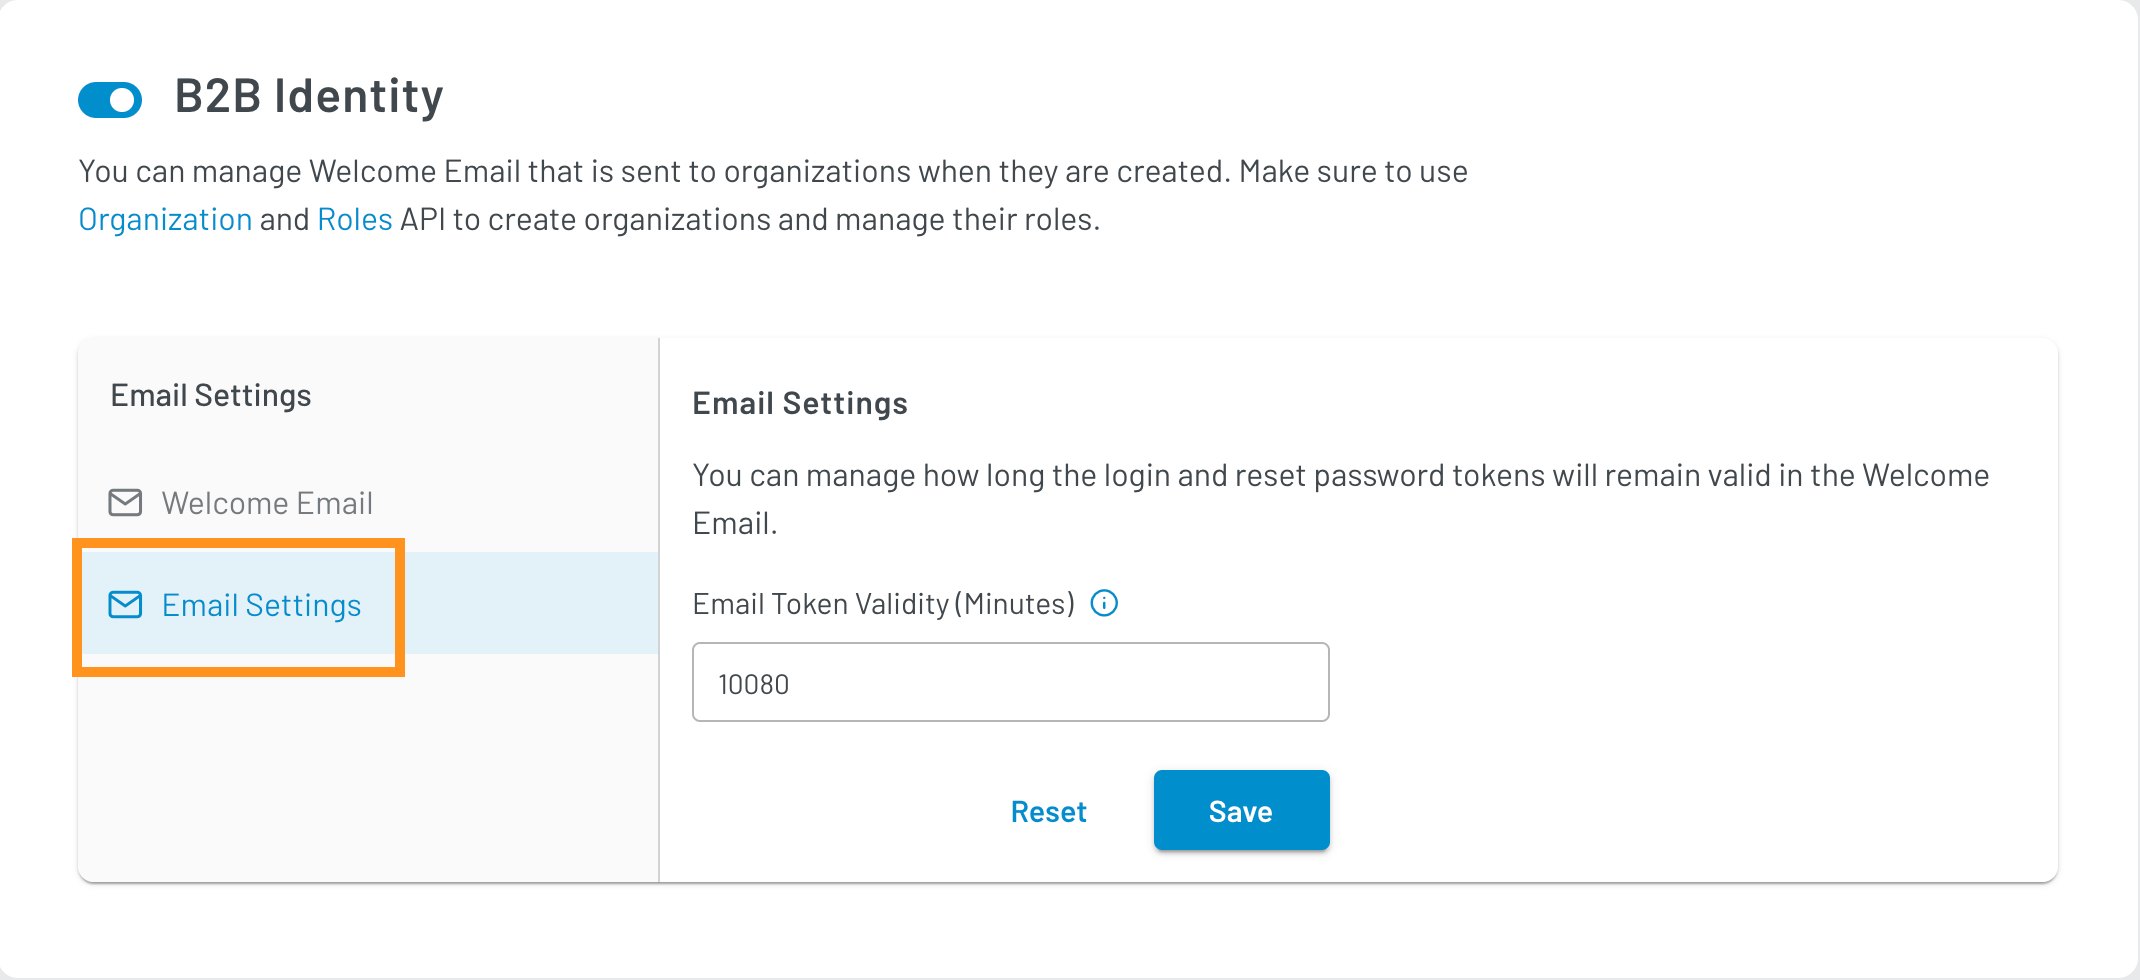 B2B Identity
You can manage Welcome Email that is sent to organizations when they are created. Make sure to use
Organization and Roles API to create organizations and manage their roles.
Email Settings
Welcome Email
Email Settings
Email Settings
You can manage how long the login and reset password tokens will remain valid in the Welcome
Email.
Email Token Validity (Minutes)
10080
Reset
Save